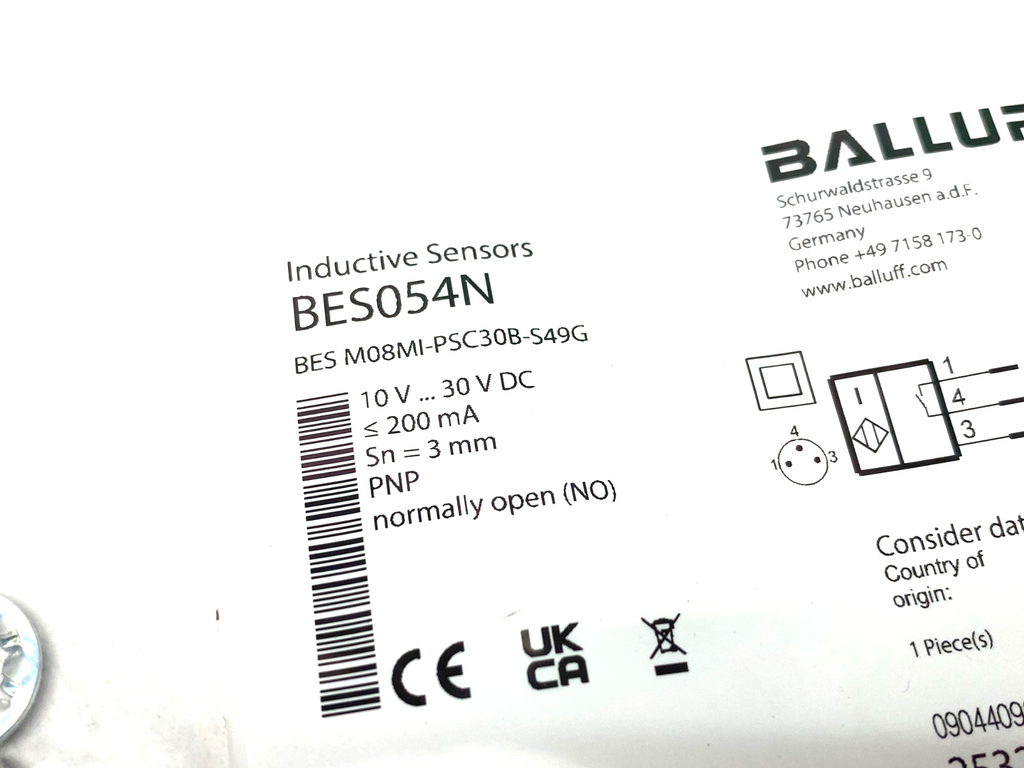 BALLUFF
Schurwaldstrasse 9
73765 Neuhausen a.d.F.
Germany
Phone +49 7158 173-0
www.balluff.com
Inductive Sensors
BES054N
BES M08MI-PSC30B-S49G
10 V ... 30 V DC
≤ 200 mA
Sn = 3 mm
PNP
normally open (NO)
1
4
3
4
1
3
Consider dat
Country of
origin:
1 Piece(s)
CE
UK
CA